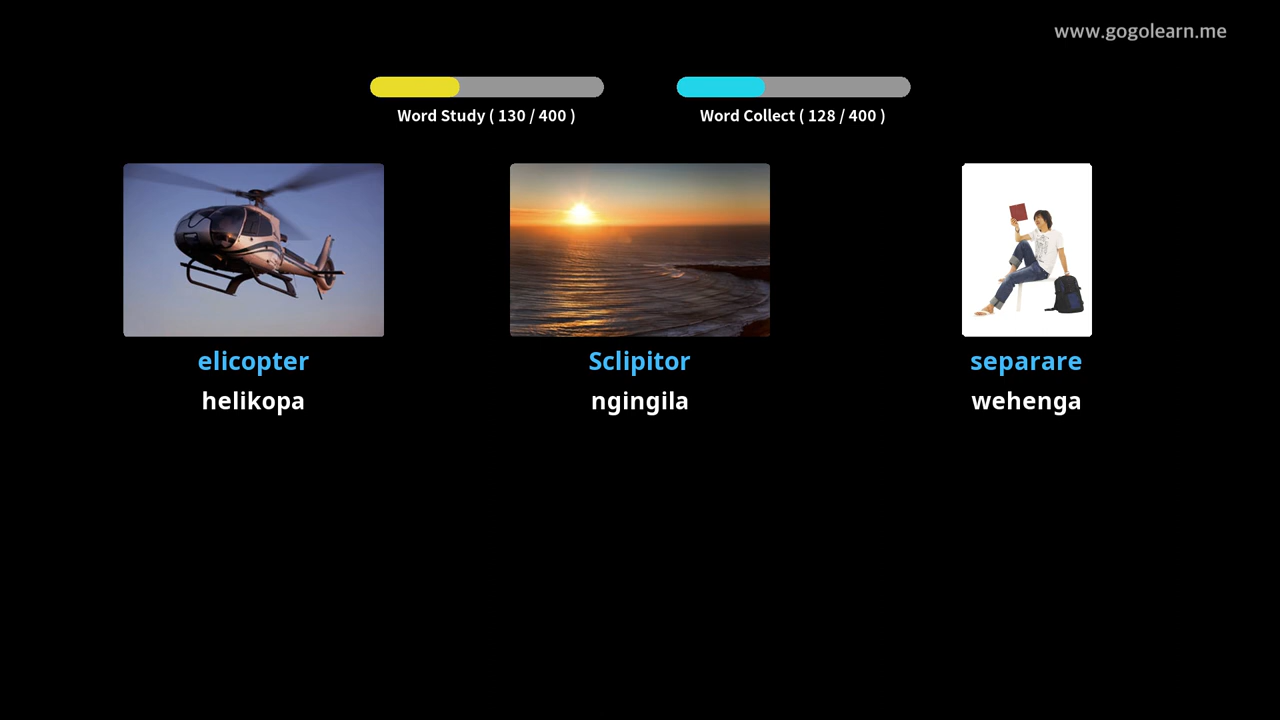 www.gogolearn.me
Word Study ( 130 / 400 )
Word Collect ( 128 / 400 )
elicopter
Sclipitor
separare
helikopa
ngingila
wehenga